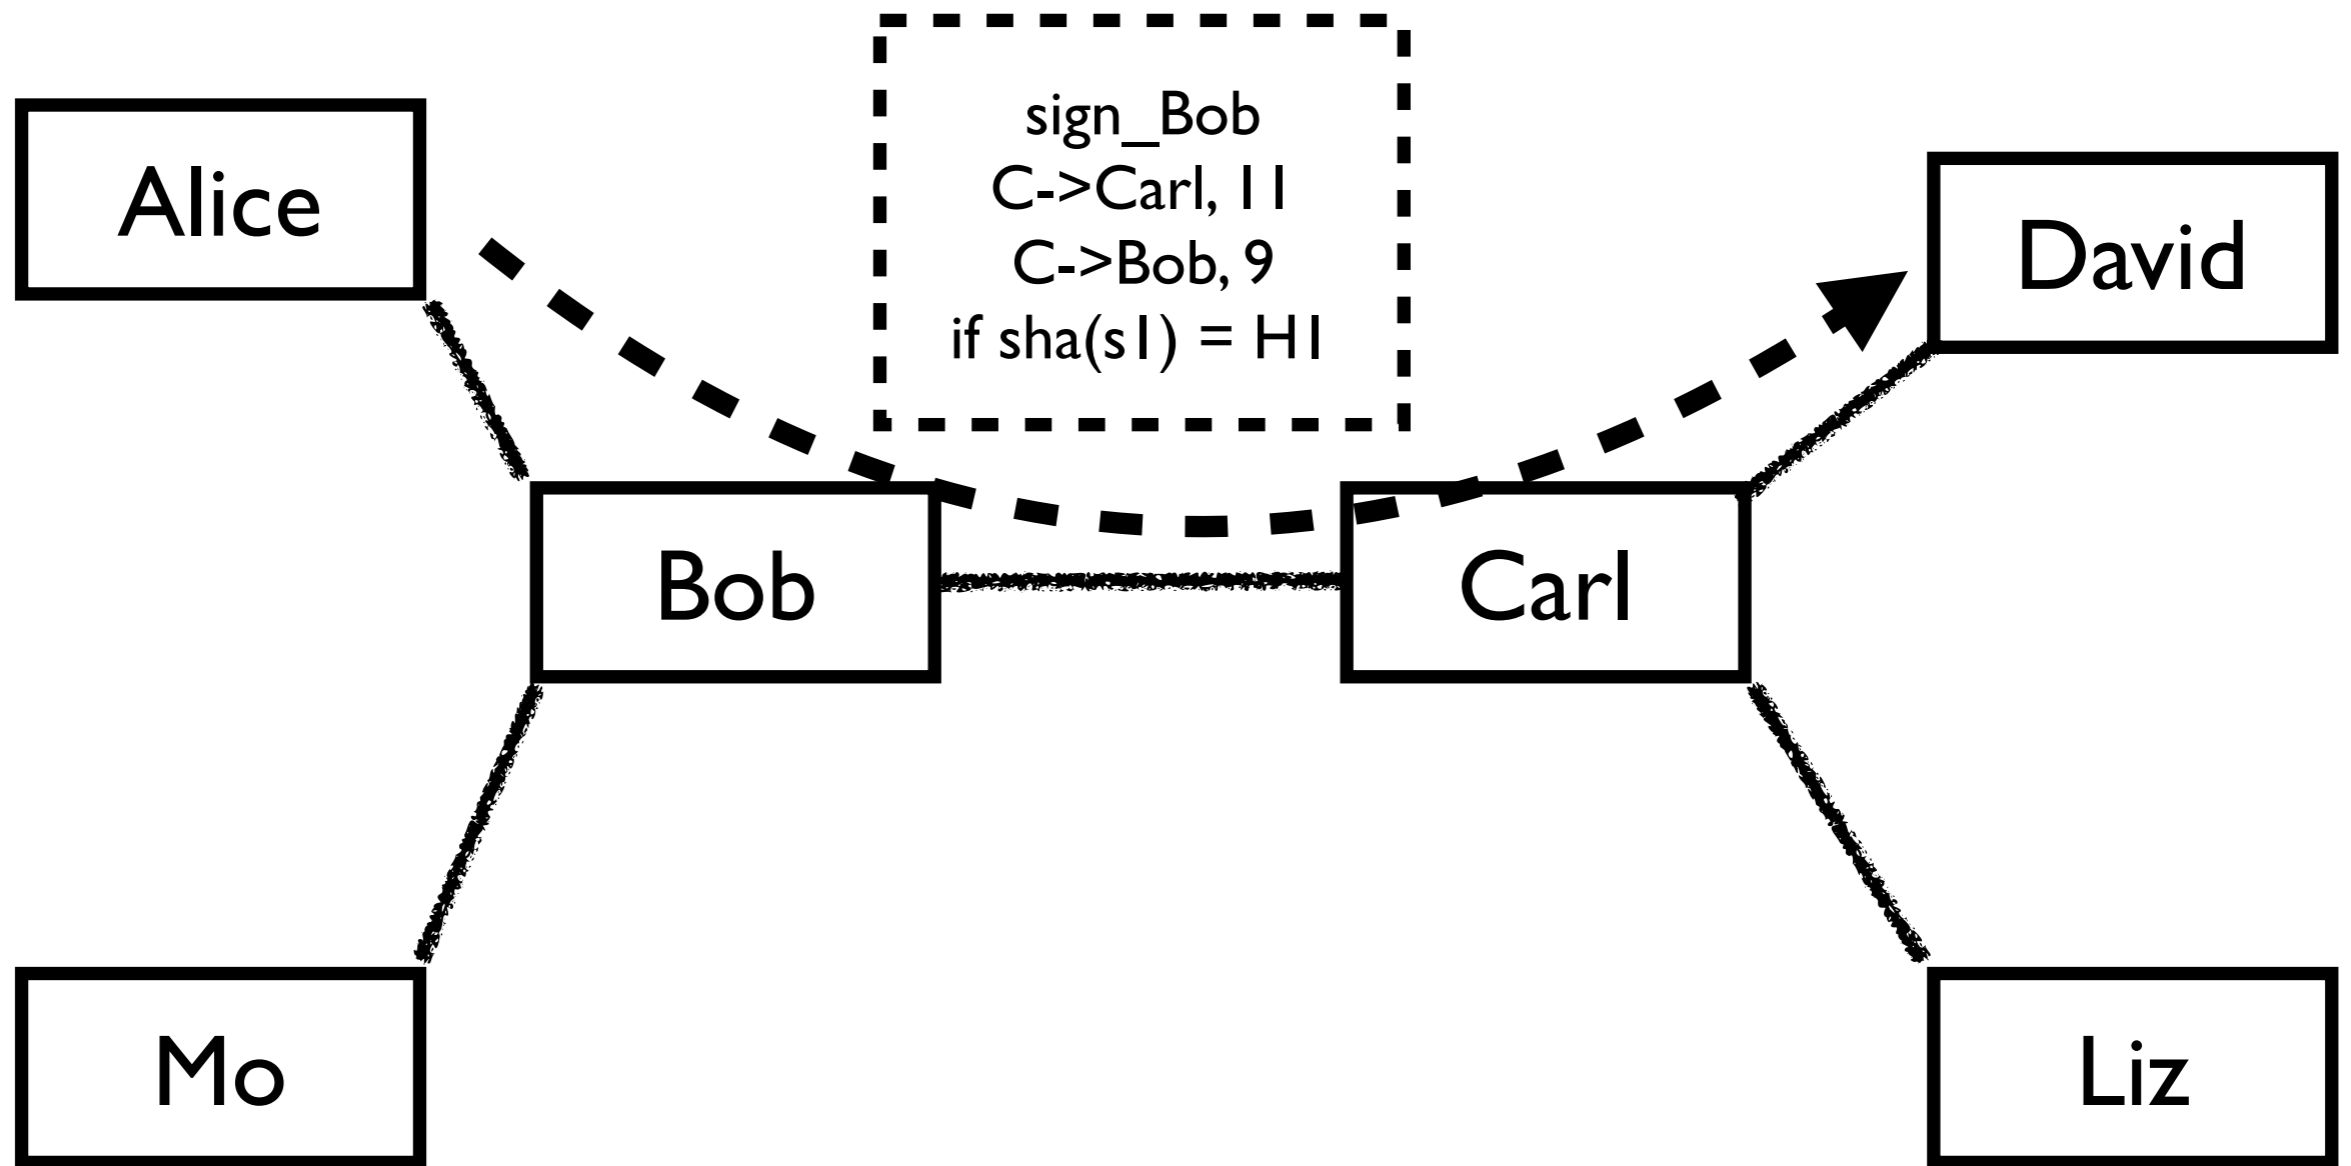 sign_Bob
C->Carl, 11
C->Bob, 9
if sha(s1) = H1
Alice
David
Bob
Carl
Mo
Liz